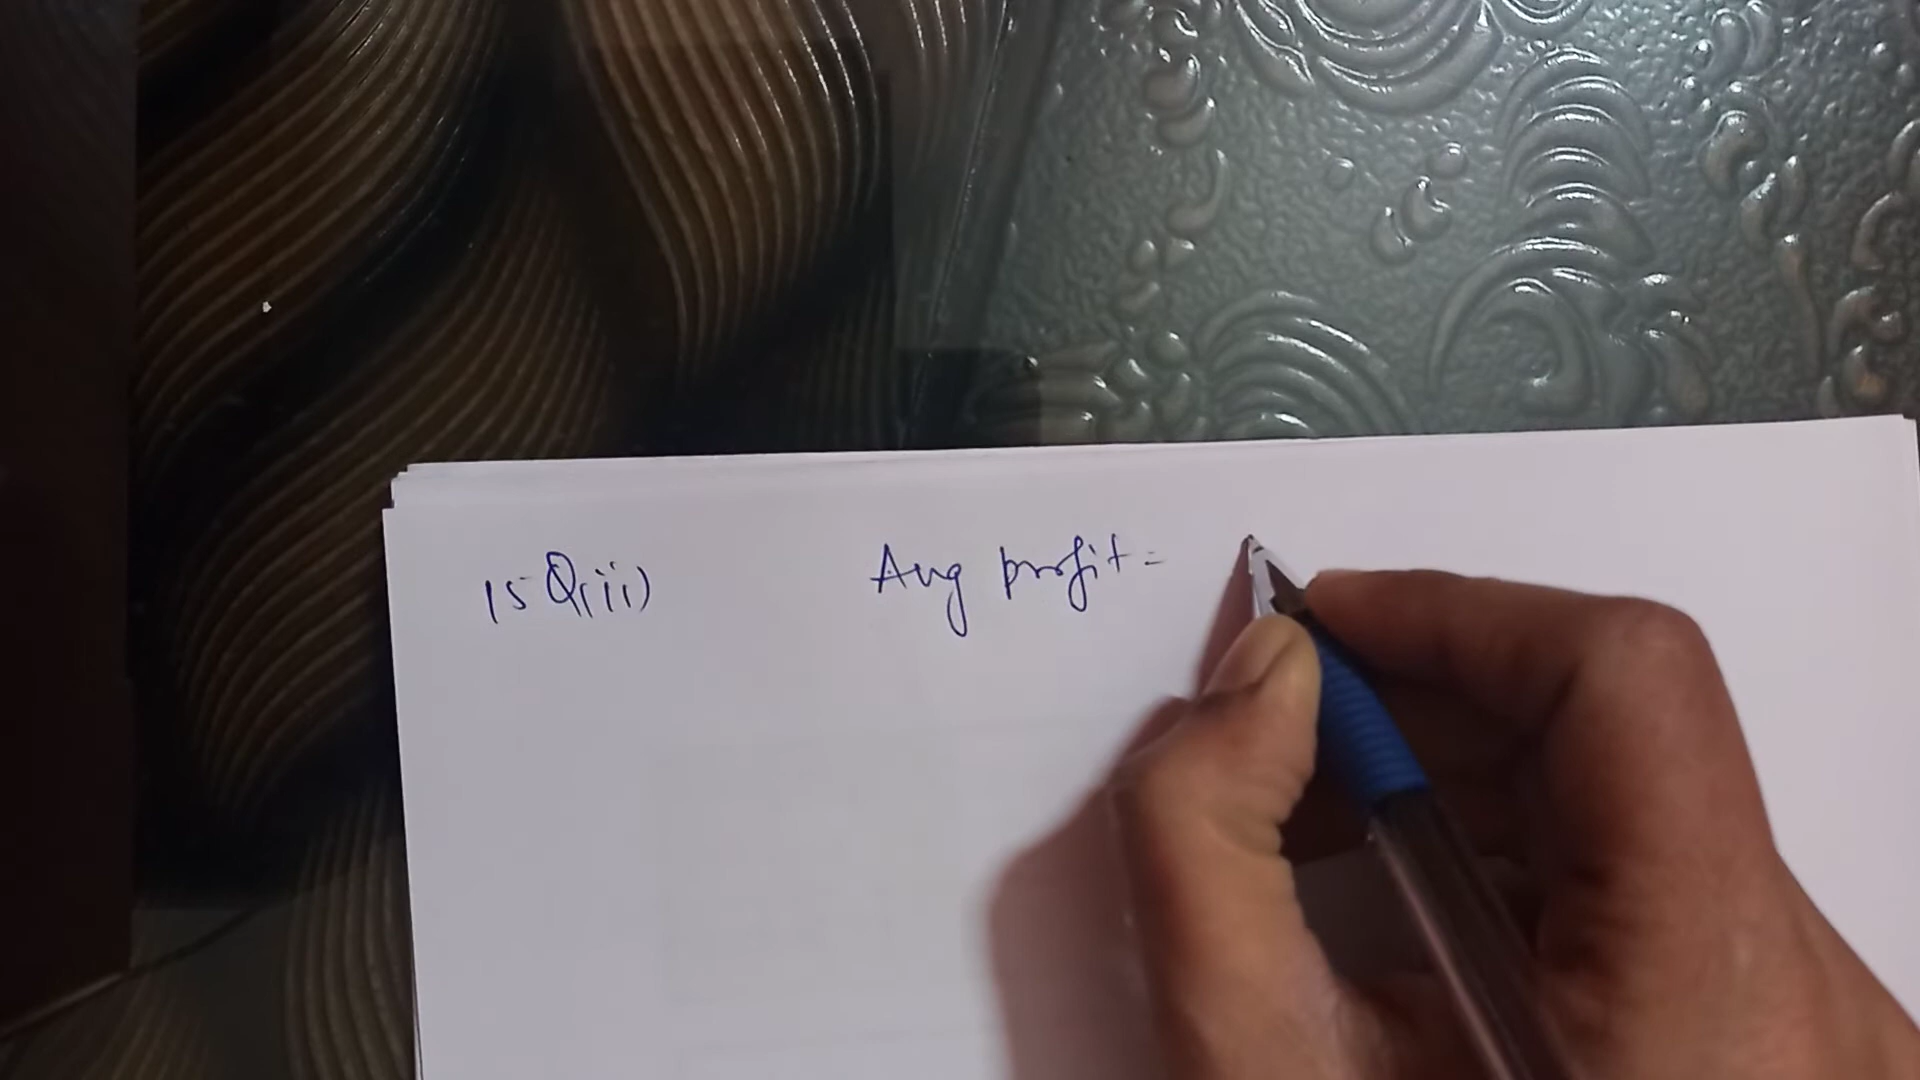 15 Q(ii) Avg profit =